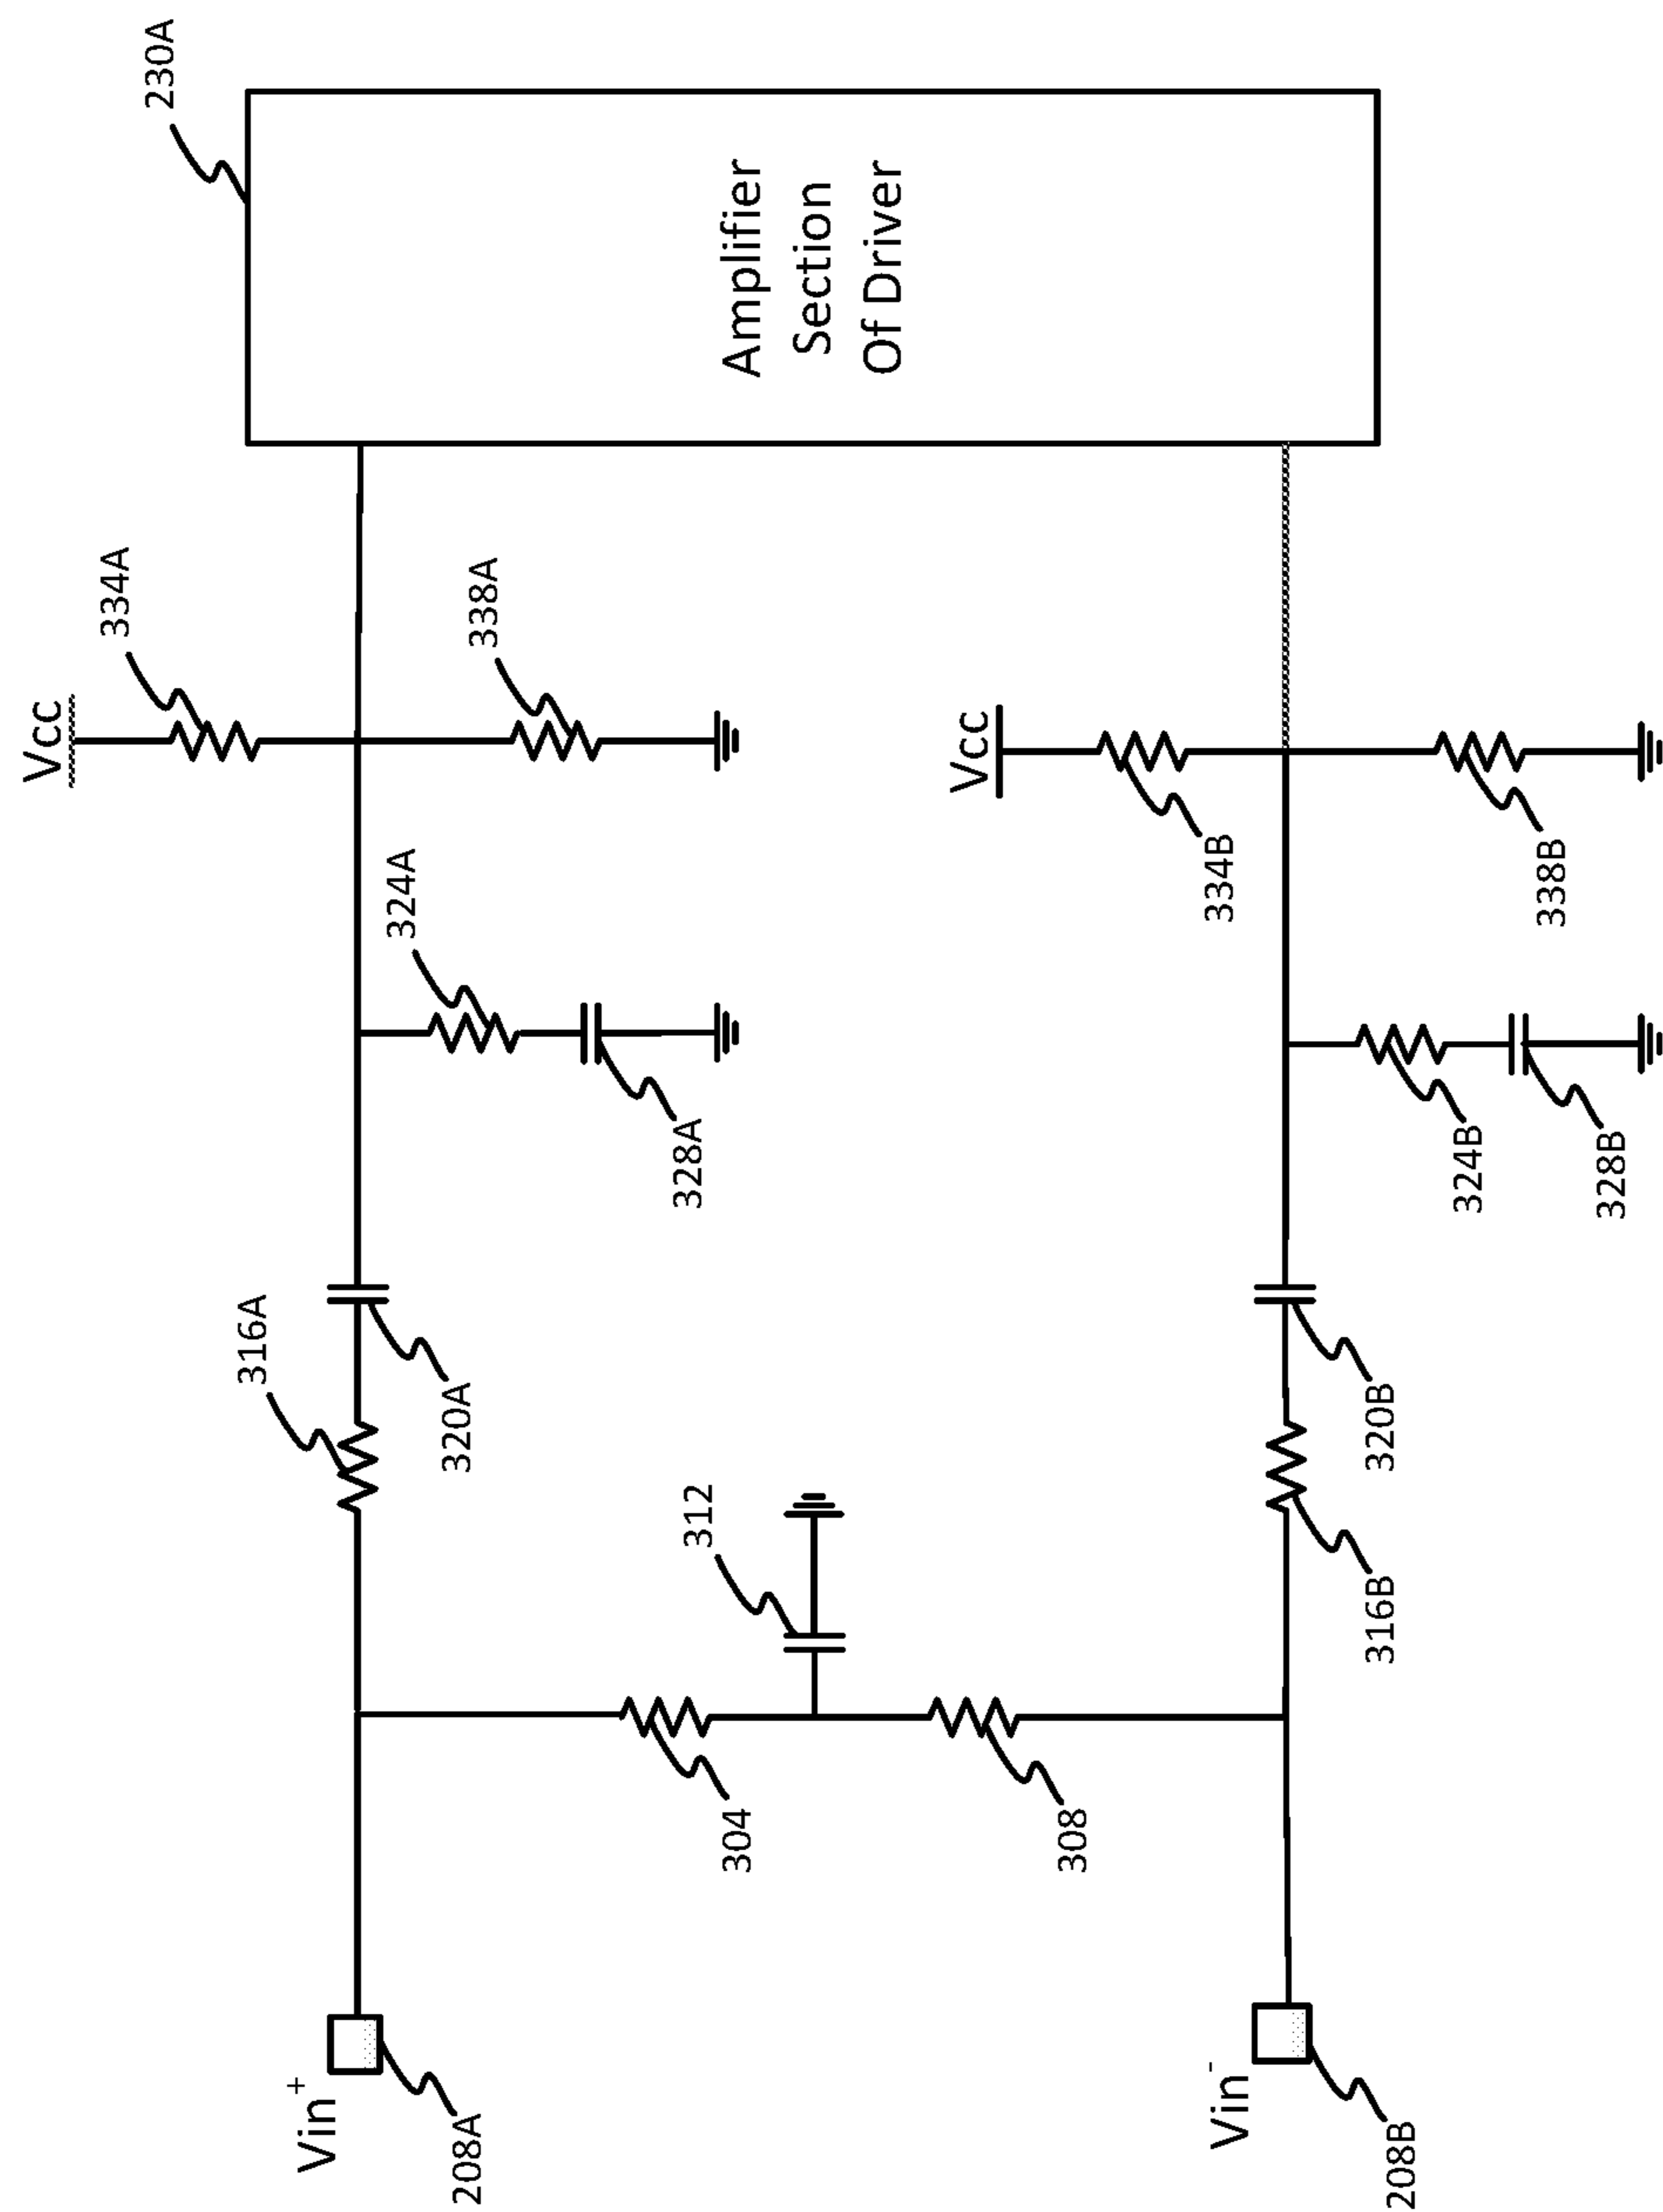 230A
Vcc
334A
338A
316A
324A
320A
328A
Vin+
208A
304
312
308
Vcc
334B
338B
324B
328B
316B
320B
Vin-
208B
Amplifier
Section
Of Driver